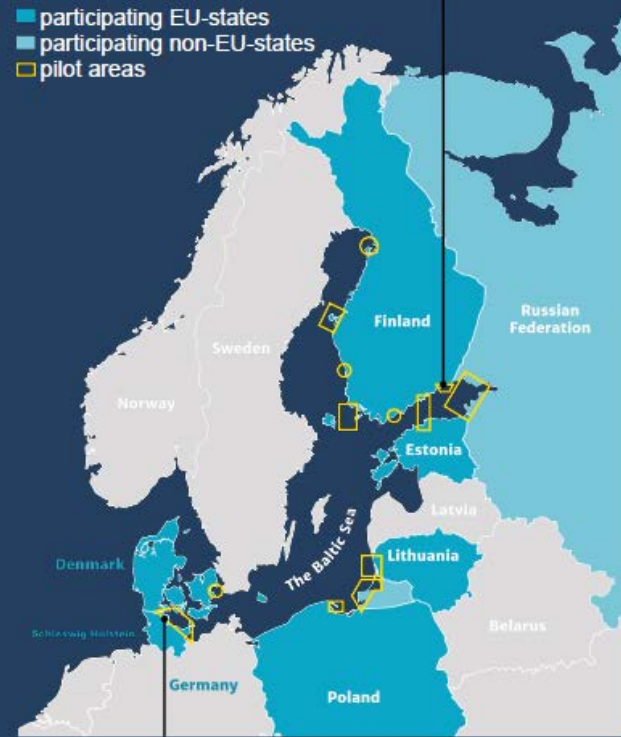 participating EU-states
participating non-EU-states
pilot areas
Finland
Russian
Federation
Sweden
Norway
Estonia
Latvia
The Baltic Sea
Lithuania
Denmark
Schleswig Holstein
Belarus
Germany
Poland